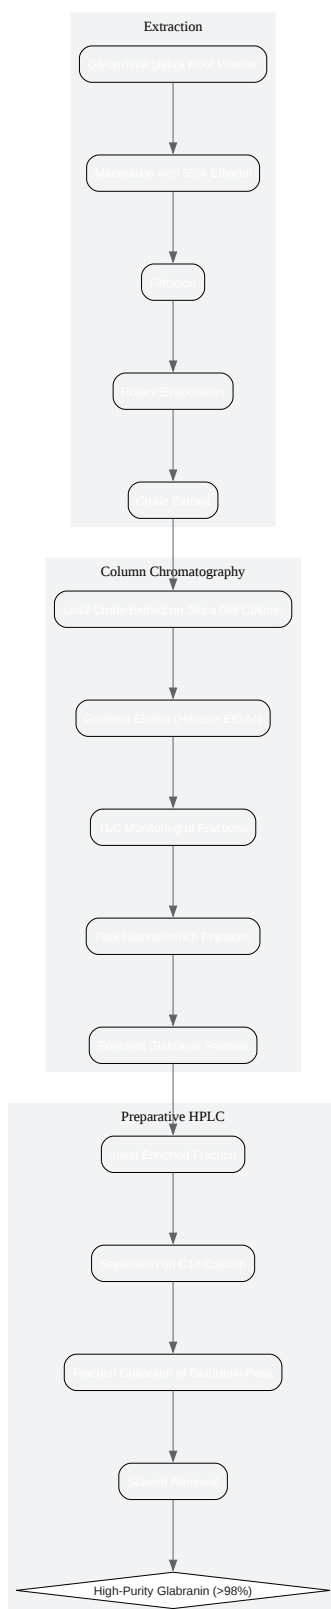 Extraction
Glycyrrhiza glabra Root Powder
Maceration with 95% Ethanol
Filtration
Rotary Evaporation
Crude Extract
Column Chromatography
Load Crude Extract on Silica Gel Column
Gradient Elution (Hexane:EtOAc)
TLC Monitoring of Fractions
Pool Glabranin-rich Fractions
Enriched Glabranin Fraction
Preparative HPLC
Inject Enriched Fraction
Separation on C18 Column
Fraction Collection of Glabranin Peak
Solvent Removal
High-Purity Glabranin (>98%)